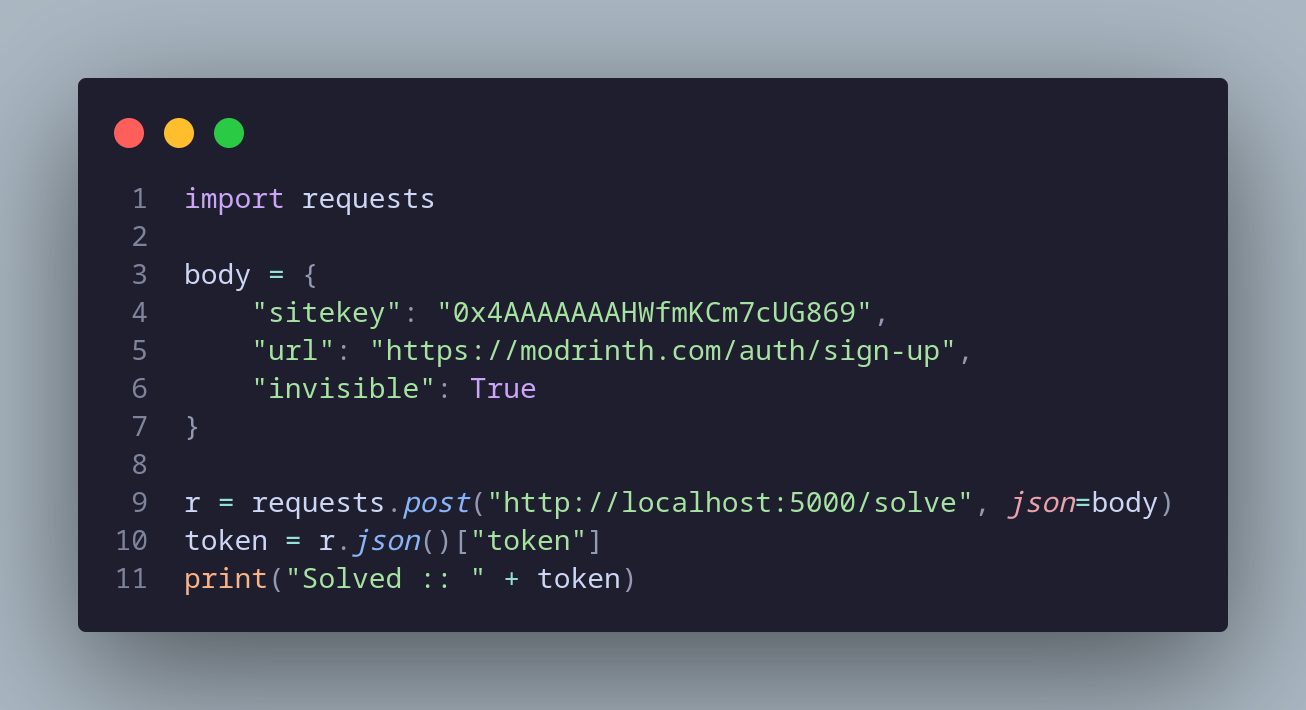 1 import requests
2
3 body = {
4     "sitekey": "0x4AAAAAAAHWfmKCm7cUG869",
5     "url": "https://modrinth.com/auth/sign-up",
6     "invisible": True
7 }
8
9 r = requests.post("http://localhost:5000/solve", json=body)
10 token = r.json()["token"]
11 print("Solved :: " + token)